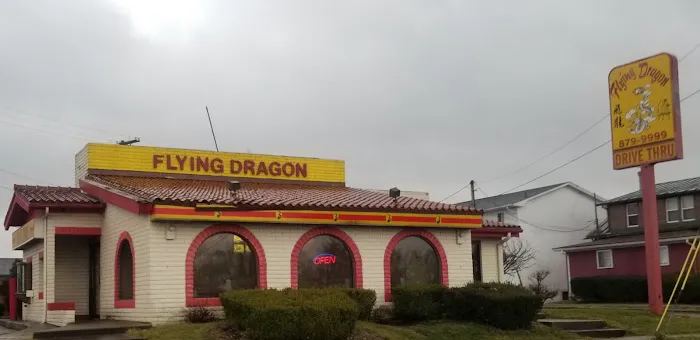 FLYING DRAGON
OPEN
Flying Dragon
879-9999
DRIVE THRU